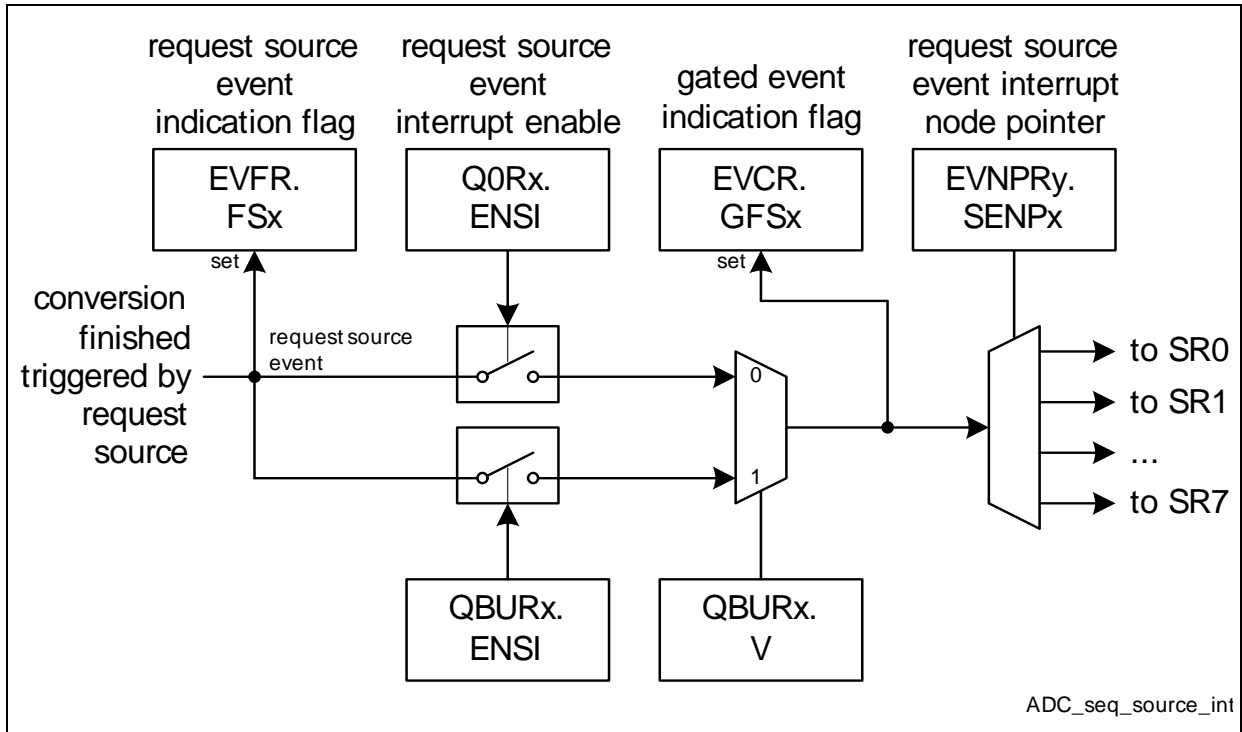 request source
event
indication flag
request source
event
interrupt enable
gated event
indication flag
request source
event interrupt
node pointer
EVFR.
FSx
Q0Rx.
ENSI
EVCR.
GFSx
EVNPRy.
SENPx
set
set
conversion
finished
triggered by
request
source
request source
event
0
1
to SR0
to SR1
...
to SR7
QBURx.
ENSI
QBURx.
V
ADC_seq_source_int